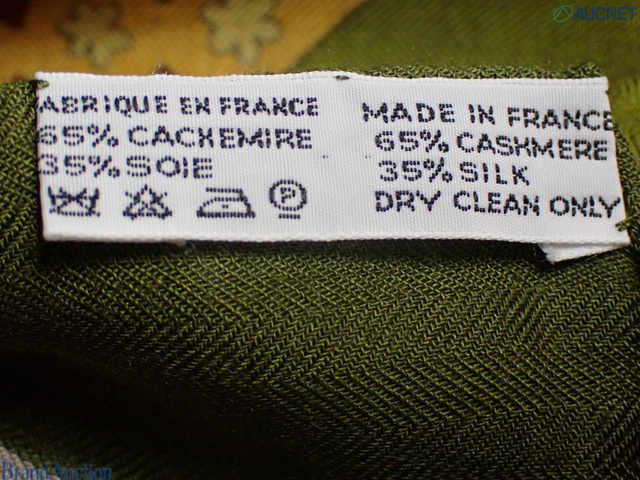 AUCNET
ABRIQUE EN FRANCE
65% CACHEMIRE
35% SOIE
MADE IN FRANCE
65% CASHMERE
35% SILK
DRY CLEAN ONLY
P
Brand Auction